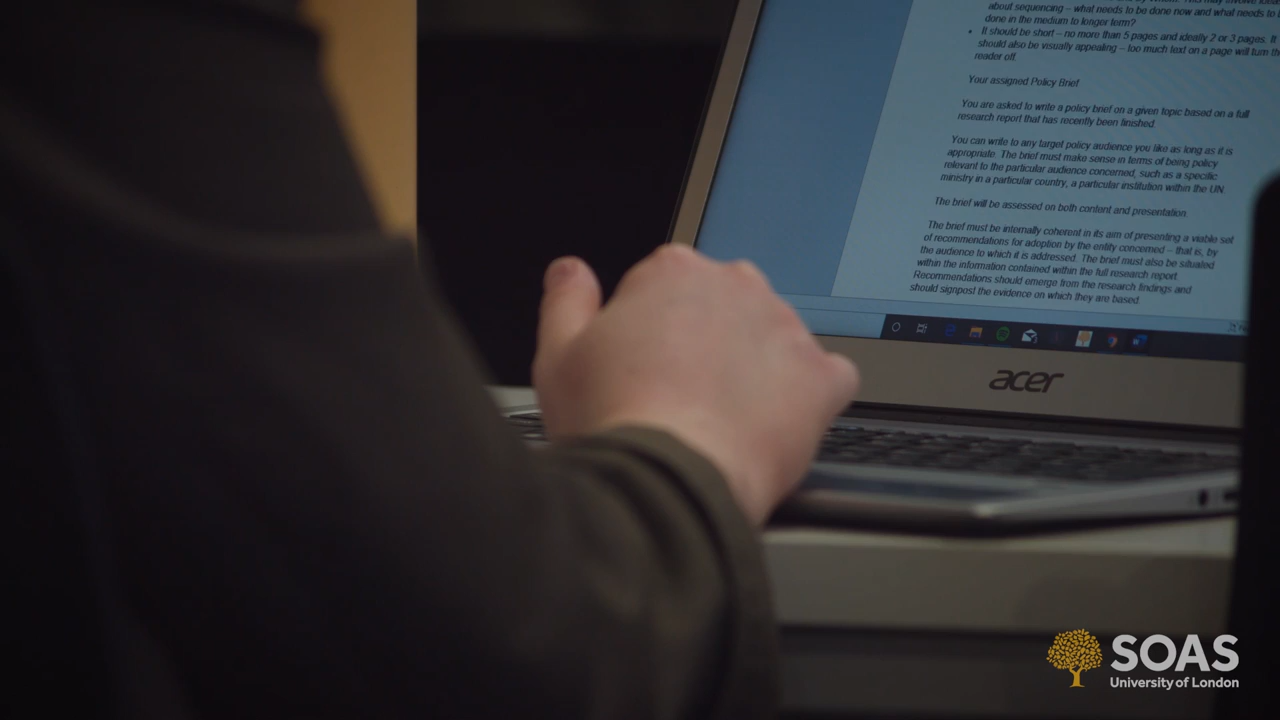 about sequencing – what needs to be done now and what needs to
done in the medium to longer term?
• It should be short – no more than 5 pages and ideally 2 or 3 pages. It
should also be visually appealing – too much text on a page will turn the
reader off.
Your assigned Policy Brief
You are asked to write a policy brief on a given topic based on a full
research report that has recently been finished.
You can write to any target policy audience you like as long as it is
appropriate. The brief must make sense in terms of being policy
relevant to the particular audience concerned, such as a specific
ministry in a particular country, a particular institution within the UN.
The brief will be assessed on both content and presentation.
The brief must be internally coherent in its aim of presenting a viable set
of recommendations for adoption by the entity concerned – that is, by
the audience to which it is addressed. The brief must also be situated
within the information contained within the full research report.
Recommendations should emerge from the research findings and
should signpost the evidence on which they are based.
acer
SOAS
University of London